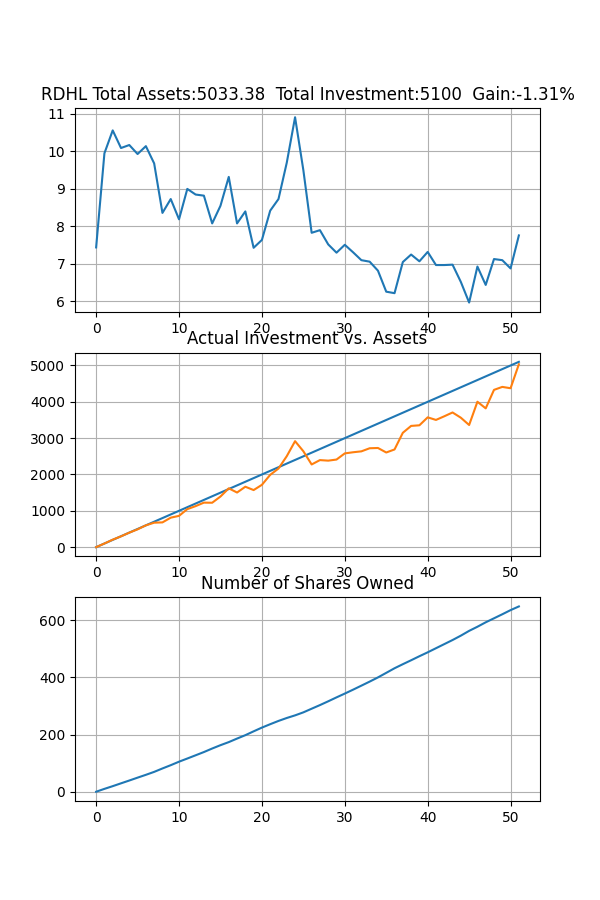 RDHL Total Assets:5033.38  Total Investment:5100  Gain:-1.31%
11
10
9
8
7
6
0 10 20 30 40 50
Actual Investment vs. Assets
5000
4000
3000
2000
1000
0
0 10 20 30 40 50
Number of Shares Owned
600
400
200
0
0 10 20 30 40 50